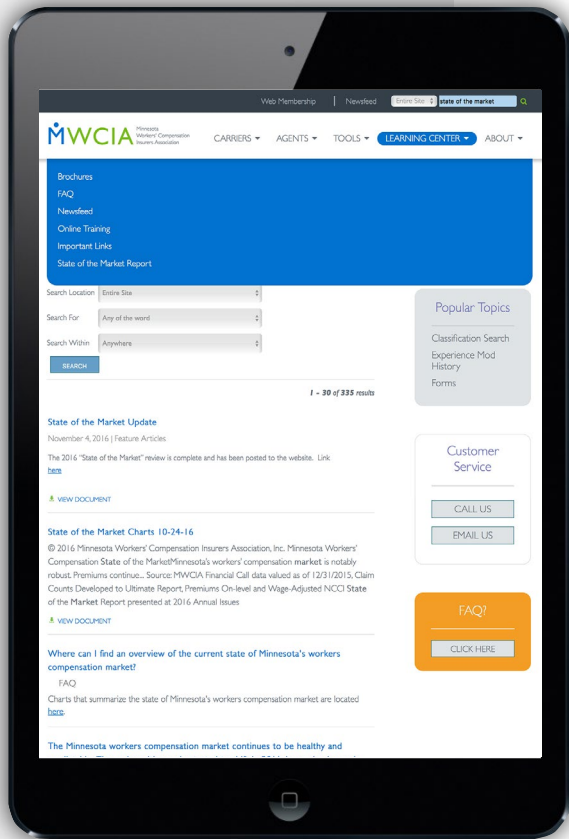 Web Membership | Newsfeed Entire Site state of the market
MWCIA Minnesota
Workers' Compensation
Insurers Association
CARRIERS AGENTS TOOLS LEARNING CENTER ABOUT
Brochures
FAQ
Newsfeed
Online Training
Important Links
State of the Market Report
Search Location Entire Site
Search For Any of the word
Search Within Anywhere
SEARCH
1 - 30 of 335 results
State of the Market Update
November 4, 2016 | Feature Articles
The 2016 "State of the Market" review is complete and has been posted to the website. Link
here
VIEW DOCUMENT
State of the Market Charts 10-24-16
© 2016 Minnesota Workers' Compensation Insurers Association, Inc. Minnesota Workers'
Compensation State of the MarketMinnesota's workers' compensation market is notably
robust. Premiums continue... Source: MWCIA Financial Call data valued as of 12/31/2015, Claim
Counts Developed to Ultimate Report, Premiums On-level and Wage-Adjusted NCCI State
of the Market Report presented at 2016 Annual Issues
VIEW DOCUMENT
Where can I find an overview of the current state of Minnesota's workers
compensation market?
FAQ
Charts that summarize the state of Minnesota's workers compensation market are located
here.
The Minnesota workers compensation market continues to be healthy and
Popular Topics
Classification Search
Experience Mod
History
Forms
Customer
Service
CALL US
EMAIL US
FAQ?
CLICK HERE